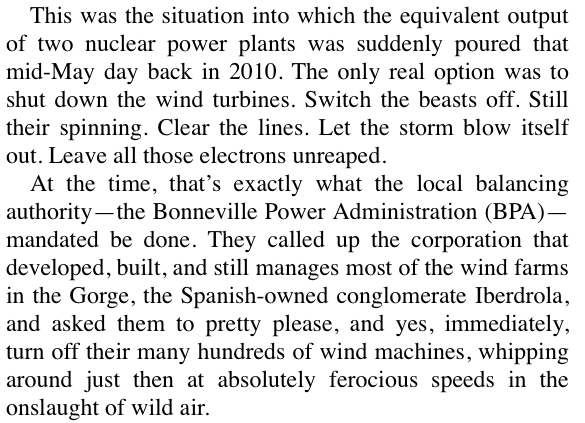 This was the situation into which the equivalent output
of two nuclear power plants was suddenly poured that
mid-May day back in 2010. The only real option was to
shut down the wind turbines. Switch the beasts off. Still
their spinning. Clear the lines. Let the storm blow itself
out. Leave all those electrons unreaped.
At the time, that’s exactly what the local balancing
authority—the Bonneville Power Administration (BPA)—
mandated be done. They called up the corporation that
developed, built, and still manages most of the wind farms
in the Gorge, the Spanish-owned conglomerate Iberdrola,
and asked them to pretty please, and yes, immediately,
turn off their many hundreds of wind machines, whipping
around just then at absolutely ferocious speeds in the
onslaught of wild air.